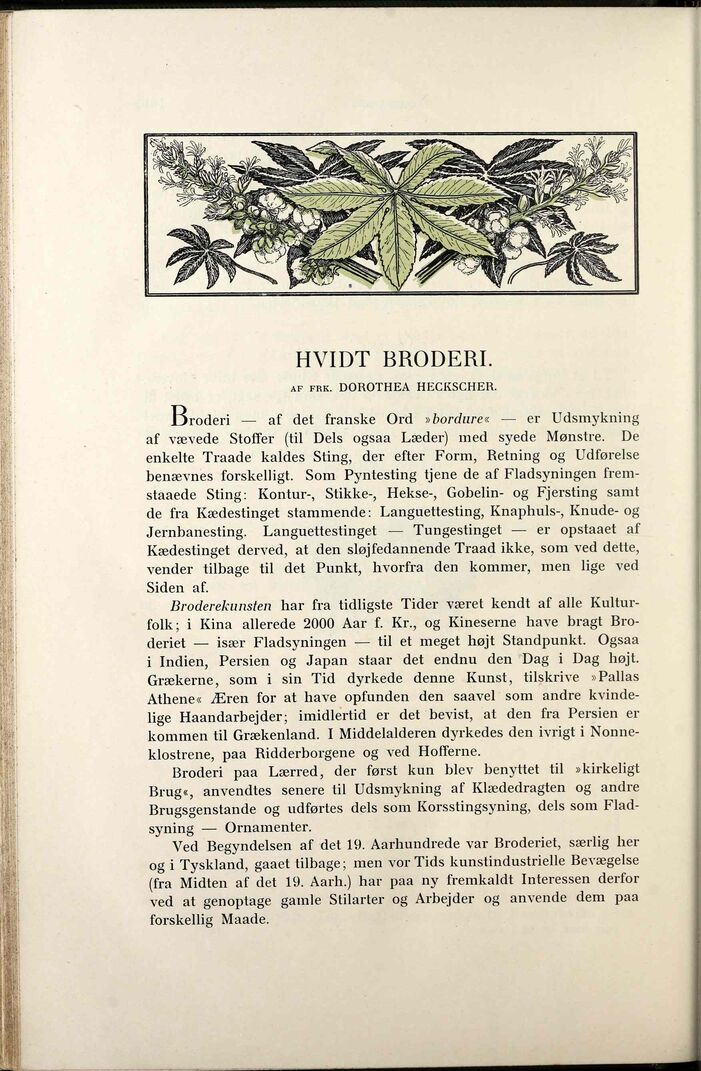 HVIDT BRODERI.
AF FRK. DOROTHEA HECKSCHER.
Broderi — af det franske Ord »bordure« — er Udsmykning
af vævede Stoffer (til Dels ogsaa Læder) med syede Mønstre. De
enkelte Traade kaldes Sting, der efter Form, Retning og Udførelse
benævnes forskelligt. Som Pyntesting tjene de af Fladsyningen frem-
staaede Sting: Kontur-, Stikke-, Hekse-, Gobelin- og Fjersting samt
de fra Kædestinget stammende: Languettesting, Knaphuls-, Knude- og
Jernbanesting. Languettestinget — Tungestinget — er opstaaet af
Kædestinget derved, at den sløjfedannende Traad ikke, som ved dette,
vender tilbage til det Punkt, hvorfra den kommer, men lige ved
Siden af.
Broderekunsten har fra tidligste Tider været kendt af alle Kultur-
folk; i Kina allerede 2000 Aar f. Kr., og Kineserne have bragt Bro-
deriet — især Fladsyningen — til et meget højt Standpunkt. Ogsaa
i Indien, Persien og Japan staar det endnu den Dag i Dag højt.
Grækerne, som i sin Tid dyrkede denne Kunst, tilskrive »Pallas
Athene« Æren for at have opfunden den saavel som andre kvinde-
lige Haandarbejder; imidlertid er det bevist, at den fra Persien er
kommen til Grækenland. I Middelalderen dyrkedes den ivrigt i Nonne-
klostrene, paa Ridderborgene og ved Hofferne.
Broderi paa Lærred, der først kun blev benyttet til »kirkeligt
Brug«, anvendtes senere til Udsmykning af Klædedragten og andre
Brugsgenstande og udførtes dels som Korsstingsyning, dels som Flad-
syning — Ornamenter.
Ved Begyndelsen af det 19. Aarhundrede var Broderiet, særlig her
og i Tyskland, gaaet tilbage; men vor Tids kunstindustrielle Bevægelse
(fra Midten af det 19. Aarh.) har paa ny fremkaldt Interessen derfor
ved at genoptage gamle Stilarter og Arbejder og anvende dem paa
forskellig Maade.